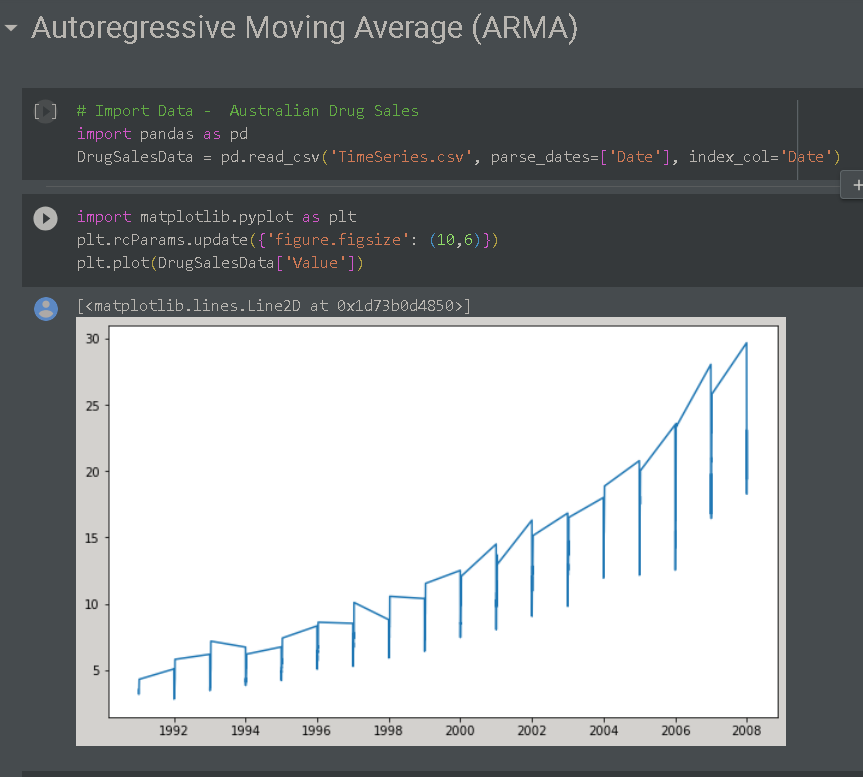 Autoregressive Moving Average (ARMA)
[ ] # Import Data -  Australian Drug Sales
import pandas as pd
DrugSalesData = pd.read_csv('TimeSeries.csv', parse_dates=['Date'], index_col='Date')
+
import matplotlib.pyplot as plt
plt.rcParams.update({'figure.figsize': (10,6)})
plt.plot(DrugSalesData['Value'])
[<matplotlib.lines.Line2D at 0x1d73b0d4850>]
30
25
20
15
10
5
1992 1994 1996 1998 2000 2002 2004 2006 2008